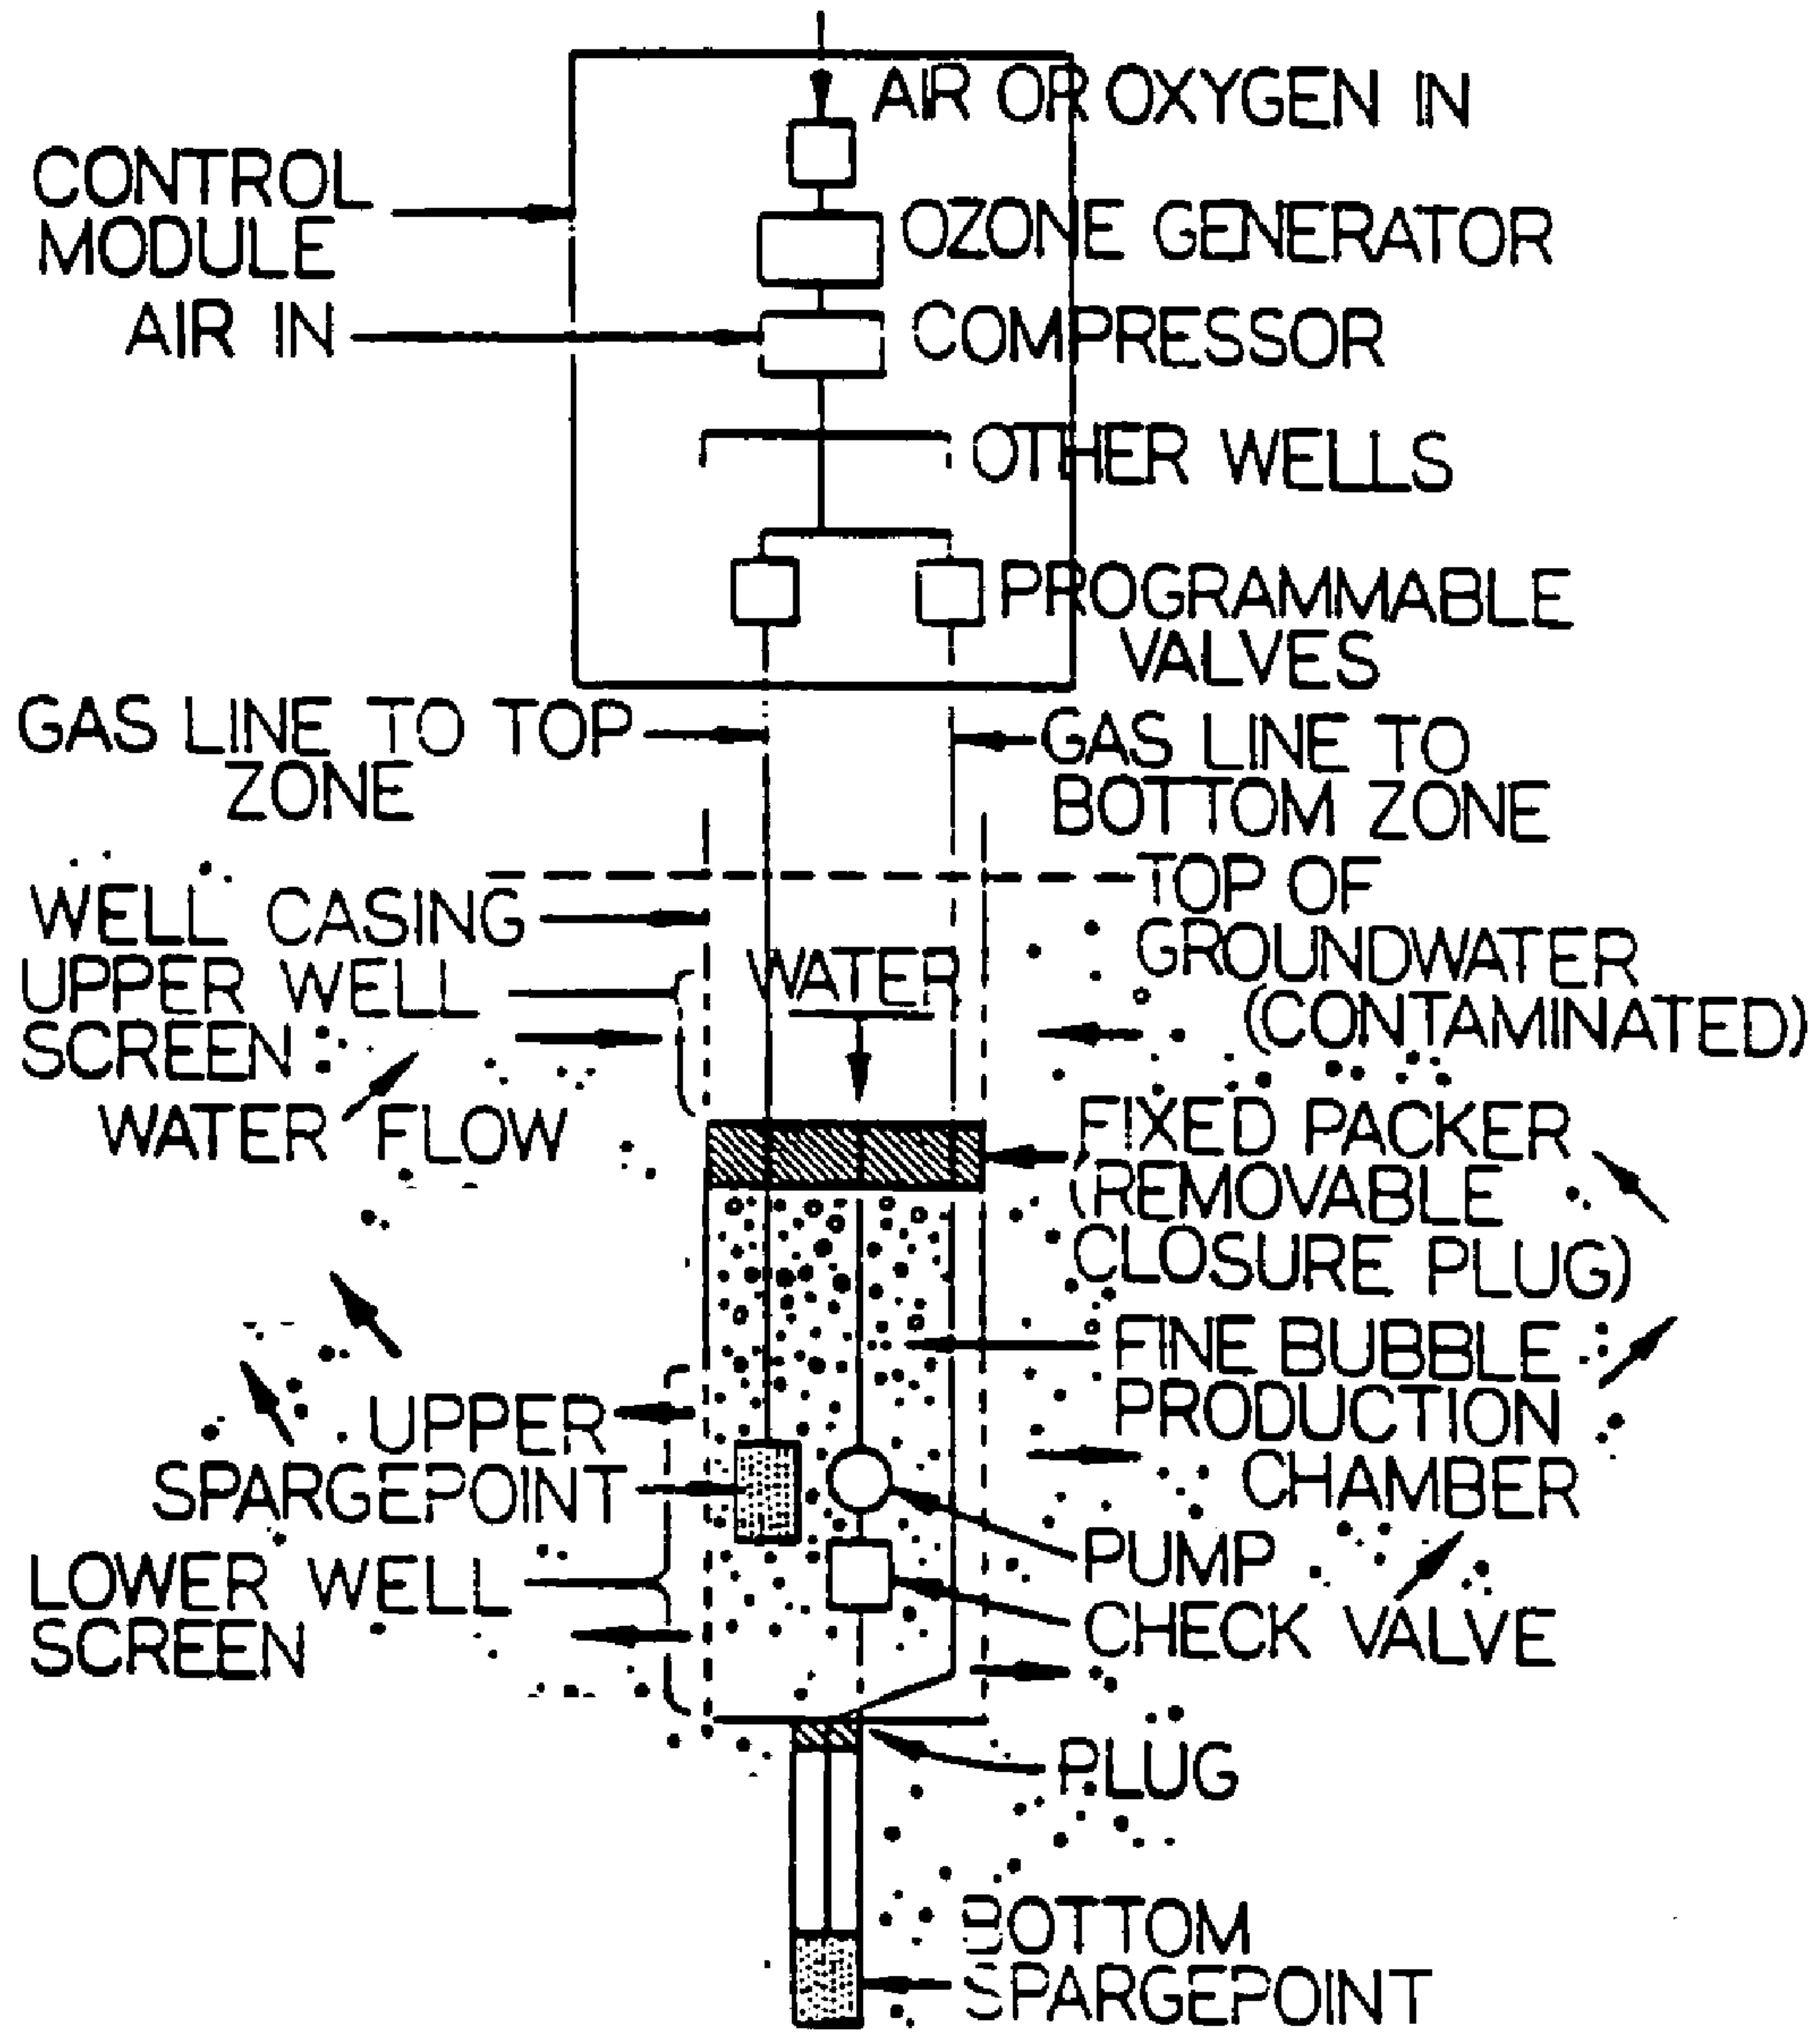 AIR OR OXYGEN IN
CONTROL
MODULE
OZONE GENERATOR
AIR IN
COMPRESSOR
OTHER WELLS
PROGRAMMABLE
VALVES
GAS LINE TO TOP
ZONE
GAS LINE TO
BOTTOM ZONE
TOP OF
GROUNDWATER
(CONTAMINATED)
WELL CASING
UPPER WELL
SCREEN
WATER
WATER FLOW
FIXED PACKER
(REMOVABLE
CLOSURE PLUG)
FINE BUBBLE
PRODUCTION
CHAMBER
UPPER
SPARGEPOINT
PUMP
LOWER WELL
SCREEN
CHECK VALVE
PLUG
BOTTOM
SPARGEPOINT